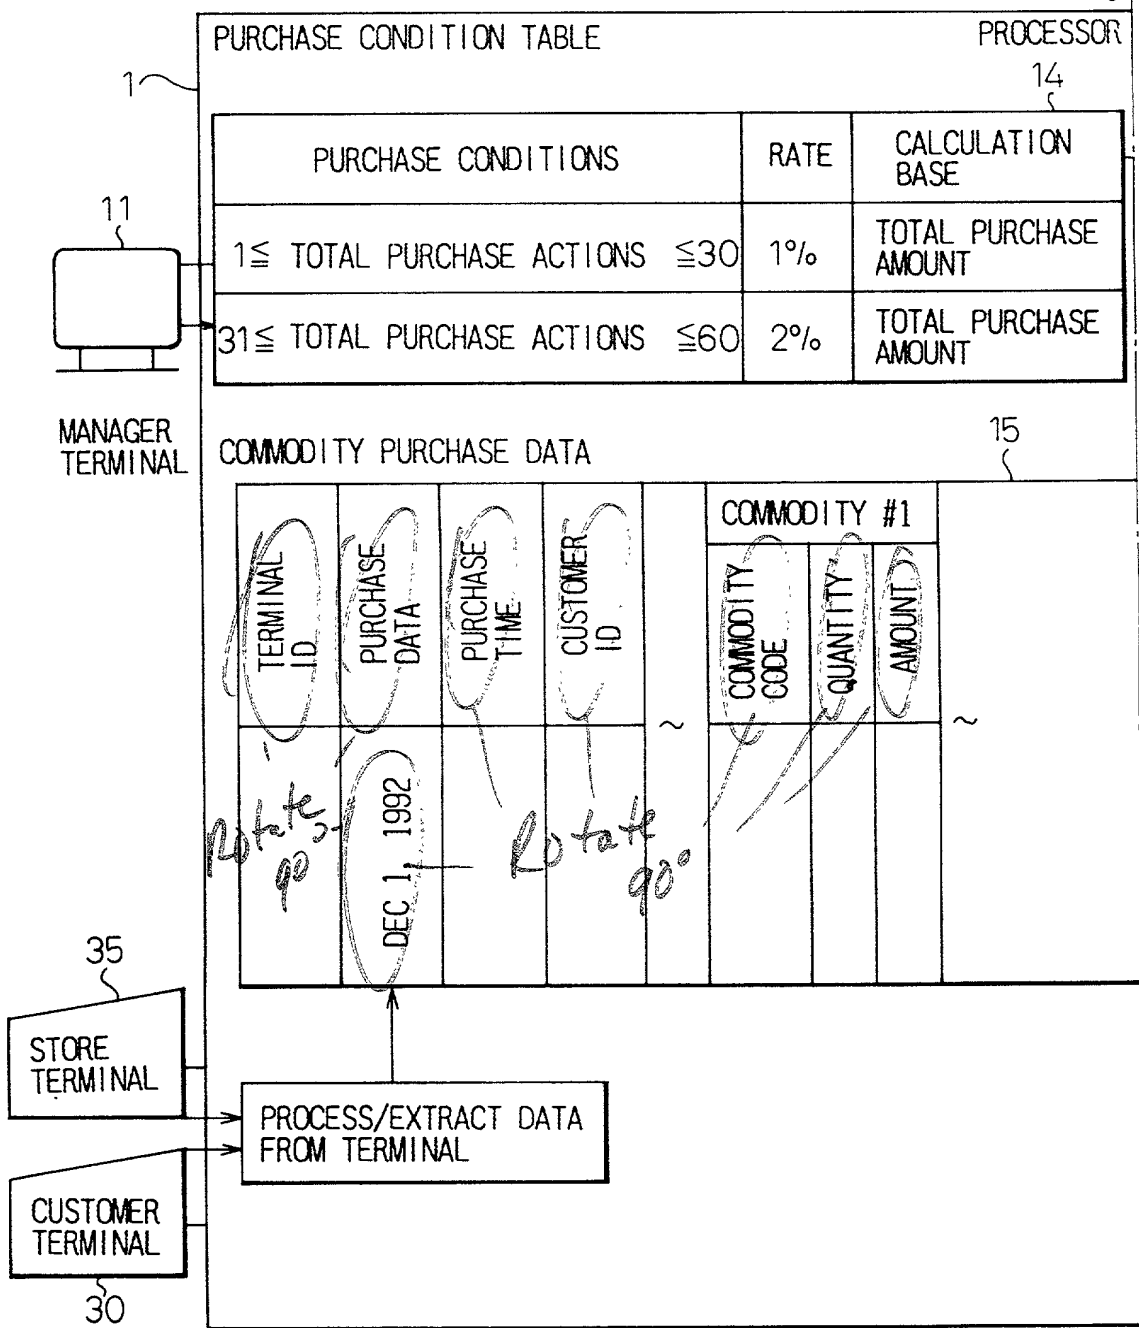 PURCHASE CONDITION TABLE PROCESSOR
1 14
PURCHASE CONDITIONS RATE CALCULATION
BASE
11
1≦ TOTAL PURCHASE ACTIONS ≦30 1% TOTAL PURCHASE
AMOUNT
31≦ TOTAL PURCHASE ACTIONS ≦60 2% TOTAL PURCHASE
AMOUNT
MANAGER
TERMINAL
COMMODITY PURCHASE DATA
15
COMMODITY #1
TERMINAL
ID
PURCHASE
DATA
PURCHASE
TIME
CUSTOMER
ID
~
COMMODITY
CODE
QUANTITY
AMOUNT
~
DEC 1 1992
Rotate
90°
Rotate
90°
35
STORE
TERMINAL
PROCESS/EXTRACT DATA
FROM TERMINAL
CUSTOMER
TERMINAL
30